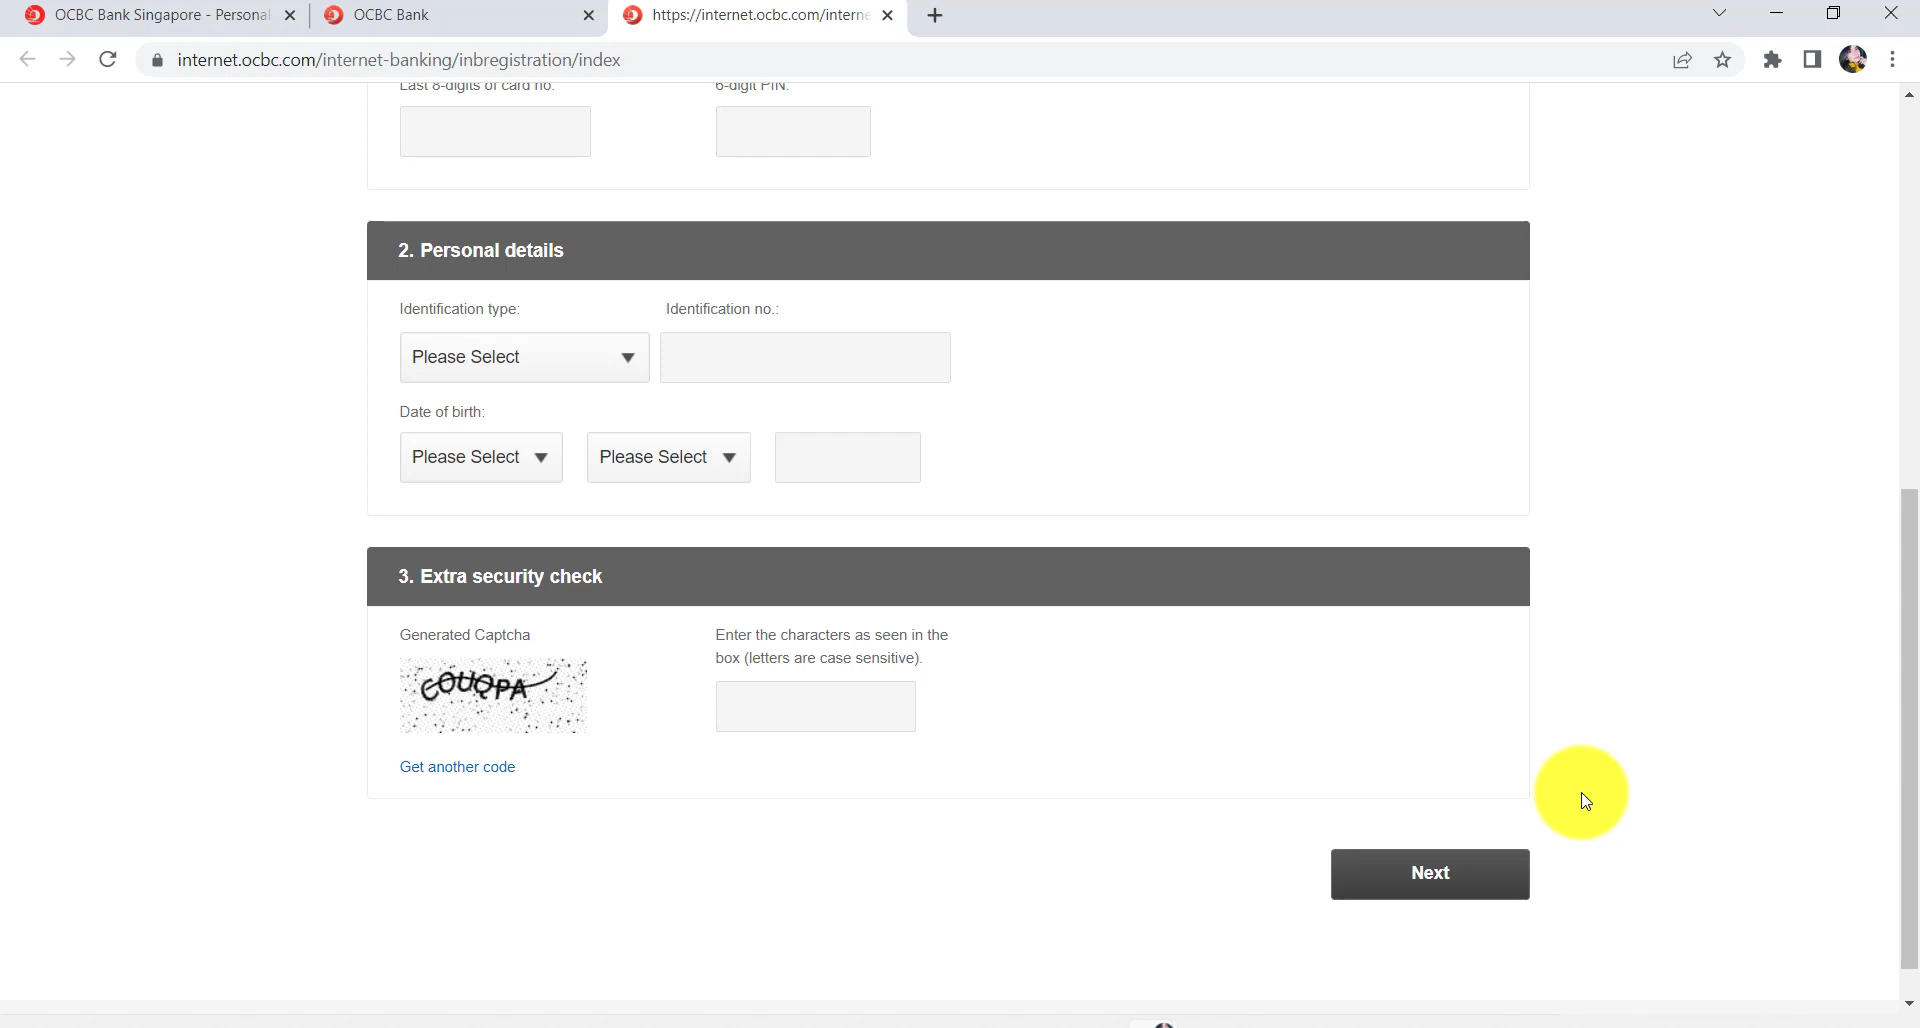 OCBC Bank Singapore - Personal
OCBC Bank
https://internet.ocbc.com/interne
internet.ocbc.com/internet-banking/inbregistration/index
Last 8-digits of card no.
6-digit PIN.
2. Personal details
Identification type:
Identification no.:
Please Select
Date of birth:
Please Select
Please Select
3. Extra security check
Generated Captcha
Enter the characters as seen in the
box (letters are case sensitive).
COUQPA
Get another code
Next